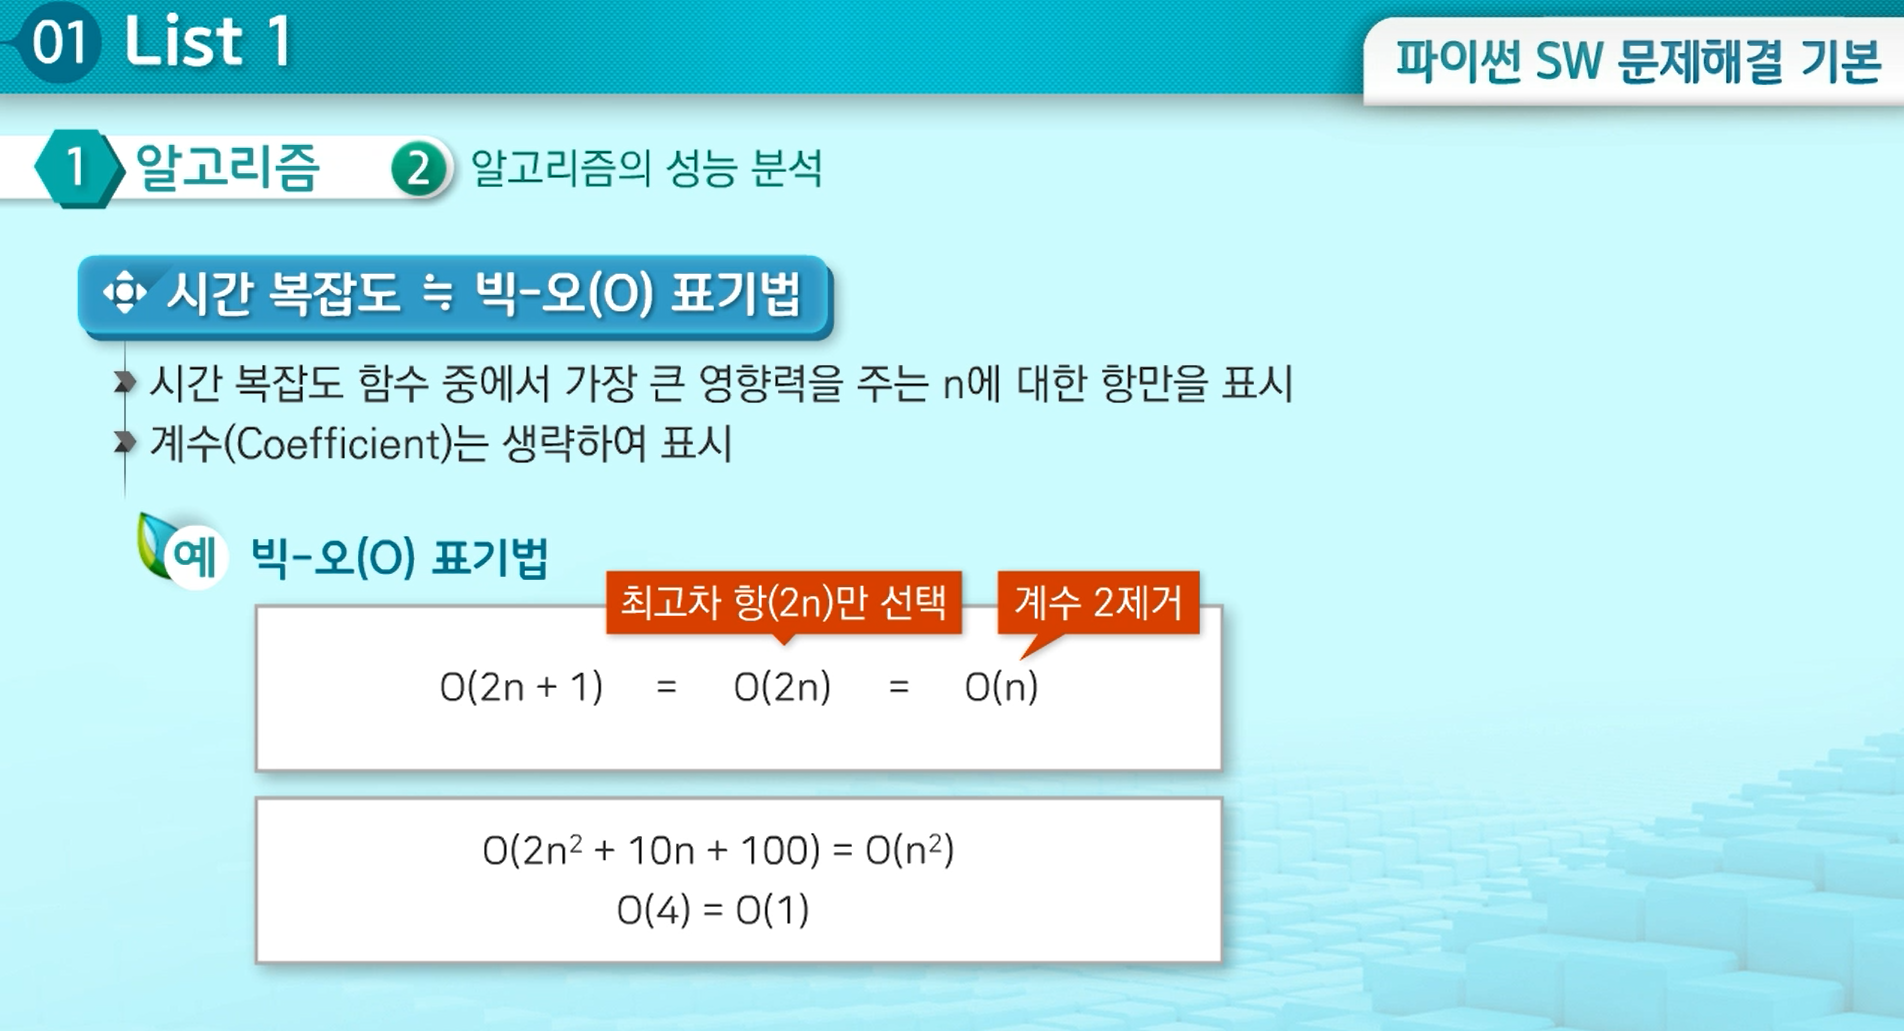 01 List 1
파이썬 SW 문제해결 기본
1 알고리즘 2 알고리즘의 성능 분석
시간 복잡도 ≒ 빅-오(O) 표기법
시간 복잡도 함수 중에서 가장 큰 영향력을 주는 n에 대한 항만을 표시
계수(Coefficient)는 생략하여 표시
예 빅-오(O) 표기법
최고차 항(2n)만 선택 계수 2제거
O(2n + 1) = O(2n) = O(n)
O(2n² + 10n + 100) = O(n²)
O(4) = O(1)